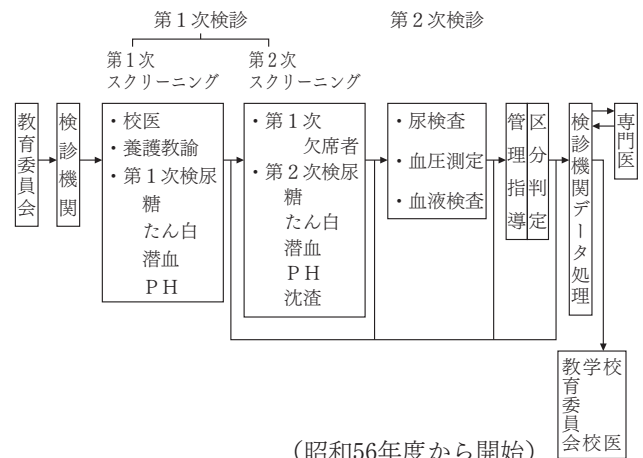 第1次検診
第2次検診
第1次
スクリーニング
第2次
スクリーニング
教育委員会
検診機関
・校医
・養護教諭
・第1次検尿
糖
たん白
潜血
PH
・第1次
欠席者
・第2次検尿
糖
たん白
潜血
PH
沈渣
・尿検査
・血圧測定
・血液検査
管理指導
区分判定
検診機関データ処理
専門医
教育委員会
学校
校医
（昭和56年度から開始）